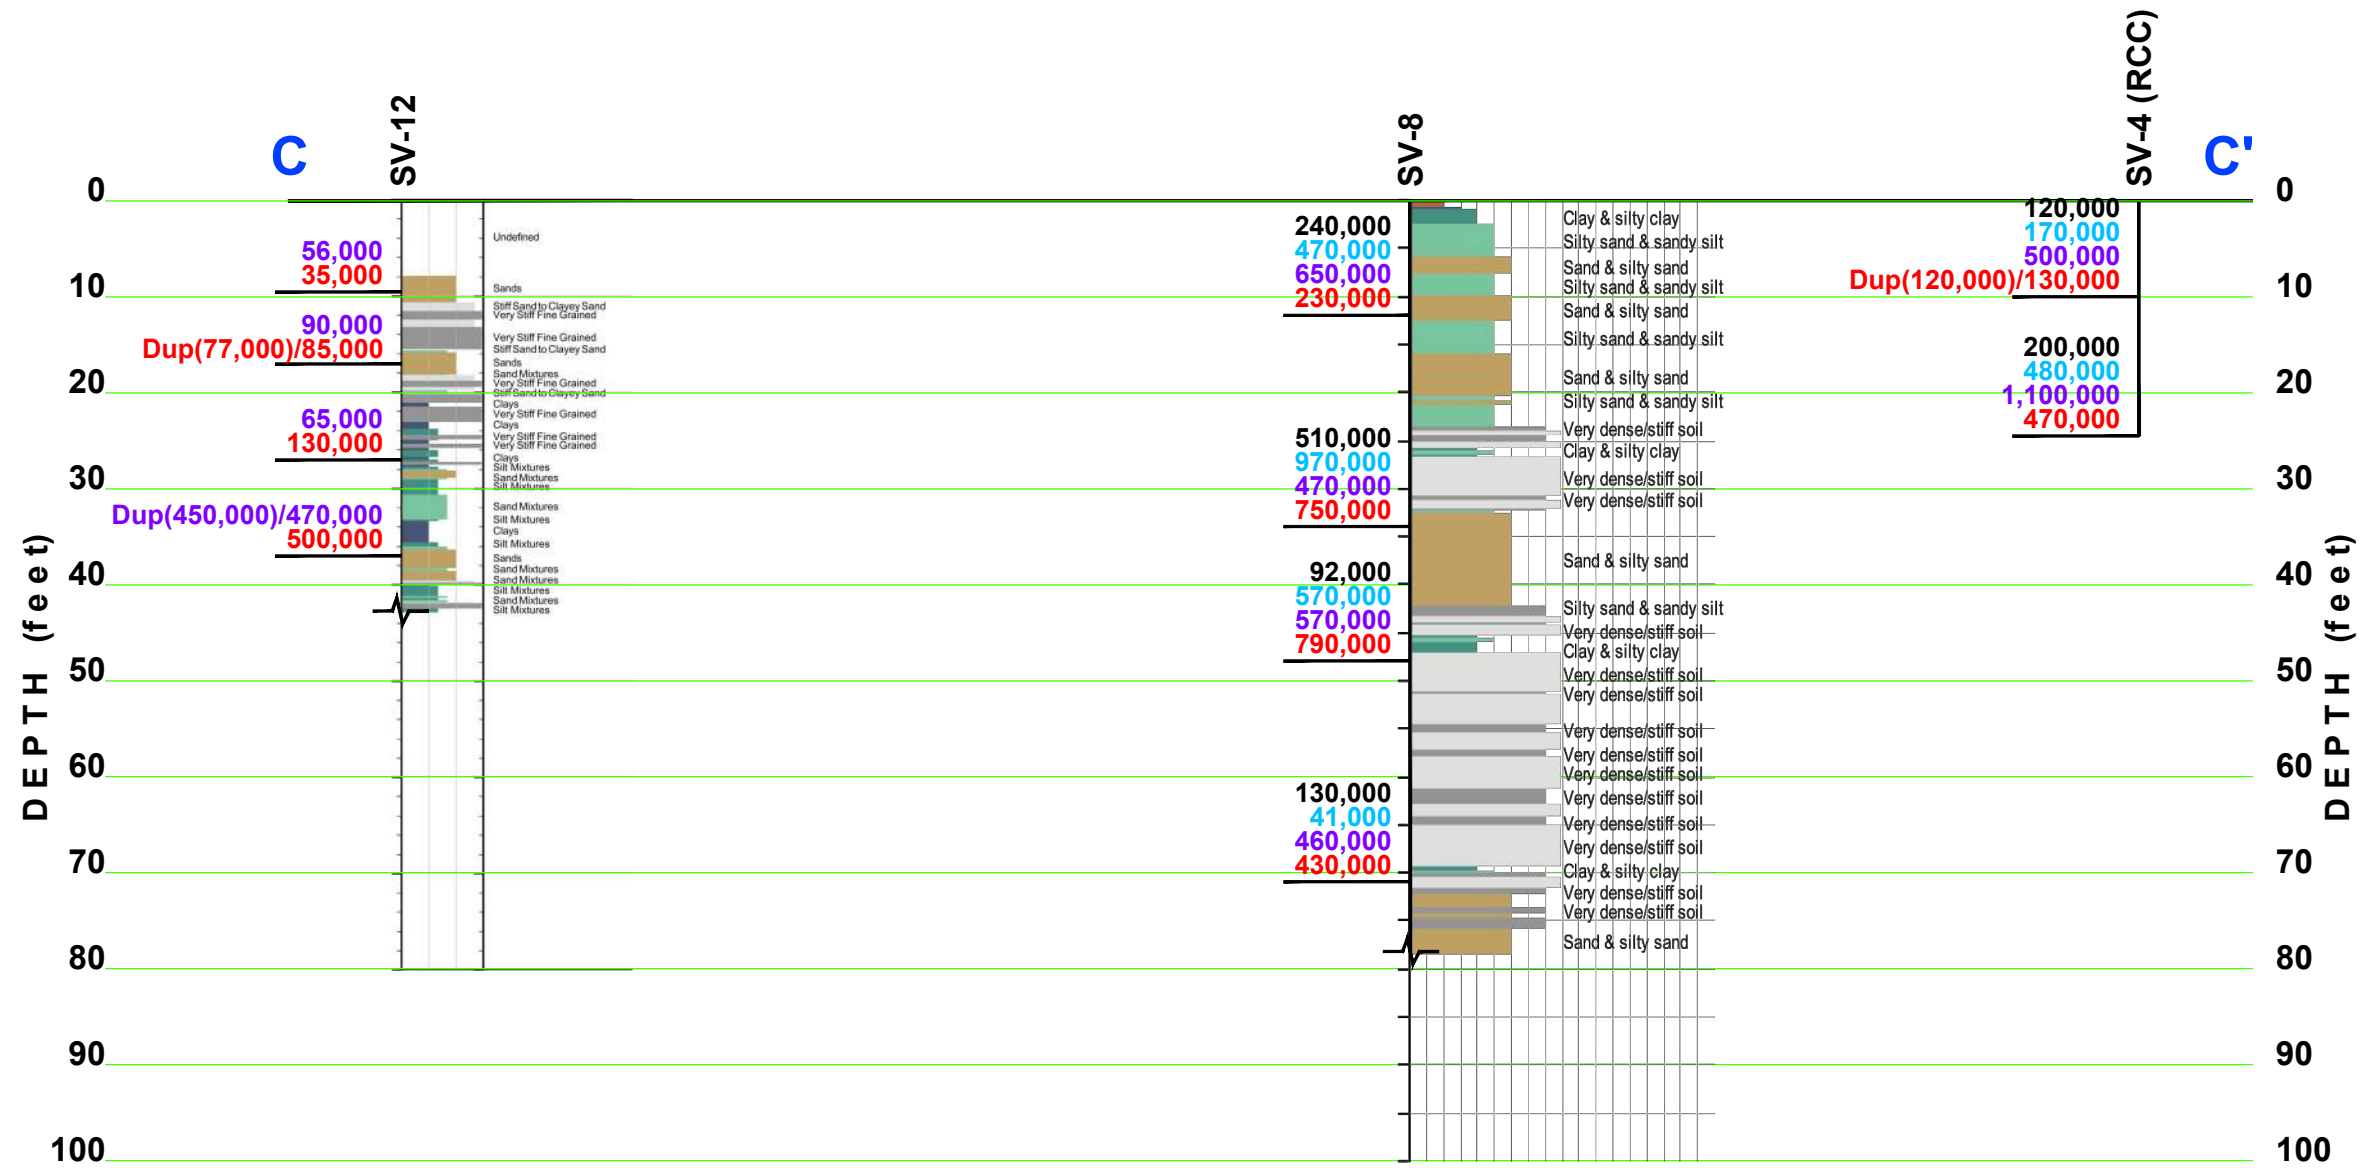 C
SV-12
SV-8
SV-4 (RCC)
C'
DEPTH (feet)
0
10
20
30
40
50
60
70
80
90
100
56,000
35,000
90,000
Dup(77,000)/85,000
65,000
130,000
Dup(450,000)/470,000
500,000
Undefined
Sands
Stiff Sand to Clayey Sand
Very Stiff Fine Grained
Very Stiff Fine Grained
Stiff Sand to Clayey Sand
Sands
Sand Mixtures
Very Stiff Fine Grained
Stiff Sand to Clayey Sand
Clays
Very Stiff Fine Grained
Clays
Very Stiff Fine Grained
Very Stiff Fine Grained
Clays
Silt Mixtures
Sand Mixtures
Silt Mixtures
Sand Mixtures
Silt Mixtures
Clays
Silt Mixtures
Sands
Sand Mixtures
Sand Mixtures
Silt Mixtures
Sand Mixtures
Silt Mixtures
240,000
470,000
650,000
230,000
510,000
970,000
470,000
750,000
92,000
570,000
570,000
790,000
130,000
41,000
460,000
430,000
Clay & silty clay
Silty sand & sandy silt
Sand & silty sand
Silty sand & sandy silt
Sand & silty sand
Silty sand & sandy silt
Sand & silty sand
Silty sand & sandy silt
Very dense/stiff soil
Clay & silty clay
Very dense/stiff soil
Very dense/stiff soil
Sand & silty sand
Silty sand & sandy silt
Very dense/stiff soil
Clay & silty clay
Very dense/stiff soil
Very dense/stiff soil
Very dense/stiff soil
Very dense/stiff soil
Very dense/stiff soil
Very dense/stiff soil
Very dense/stiff soil
Very dense/stiff soil
Clay & silty clay
Very dense/stiff soil
Very dense/stiff soil
Sand & silty sand
120,000
170,000
500,000
Dup(120,000)/130,000
200,000
480,000
1,100,000
470,000
0
10
20
30
40
50
60
70
80
90
100
DEPTH (feet)